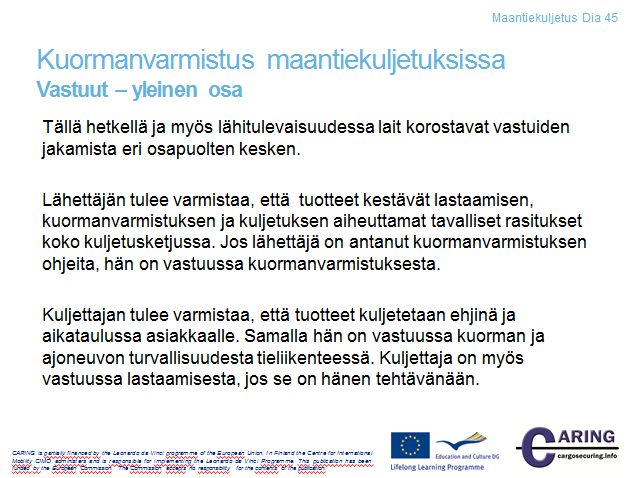 Maantiekuljetus Dia 45
Kuormanvarmistus maantiekuljetuksissa
Vastuut – yleinen osa
Tällä hetkellä ja myös lähitulevaisuudessa lait korostavat vastuiden
jakamista eri osapuolten kesken.
Lähettäjän tulee varmistaa, että tuotteet kestävät lastaamisen,
kuormanvarmistuksen ja kuljetuksen aiheuttamat tavalliset rasitukset
koko kuljetusketjussa. Jos lähettäjä on antanut kuormanvarmistuksen
ohjeita, hän on vastuussa kuormanvarmistuksesta.
Kuljettajan tulee varmistaa, että tuotteet kuljetetaan ehjinä ja
aikataulussa asiakkaalle. Samalla hän on vastuussa kuorman ja
ajoneuvon turvallisuudesta tieliikenteessä. Kuljettaja on myös
vastuussa lastaamisesta, jos se on hänen tehtävänään.
CARING is partially financed by the Leonardo da Vinci programme of the European Union. In Finland the Centre for International
Mobility CIMO administers and is responsible for implementing the Leonardo da Vinci Programme. This publication has been
funded by the European Commission. The Commission accepts no responsibility for the contents of the publication.
Education and Culture DG
Lifelong Learning Programme
CARING
cargosecuring.info